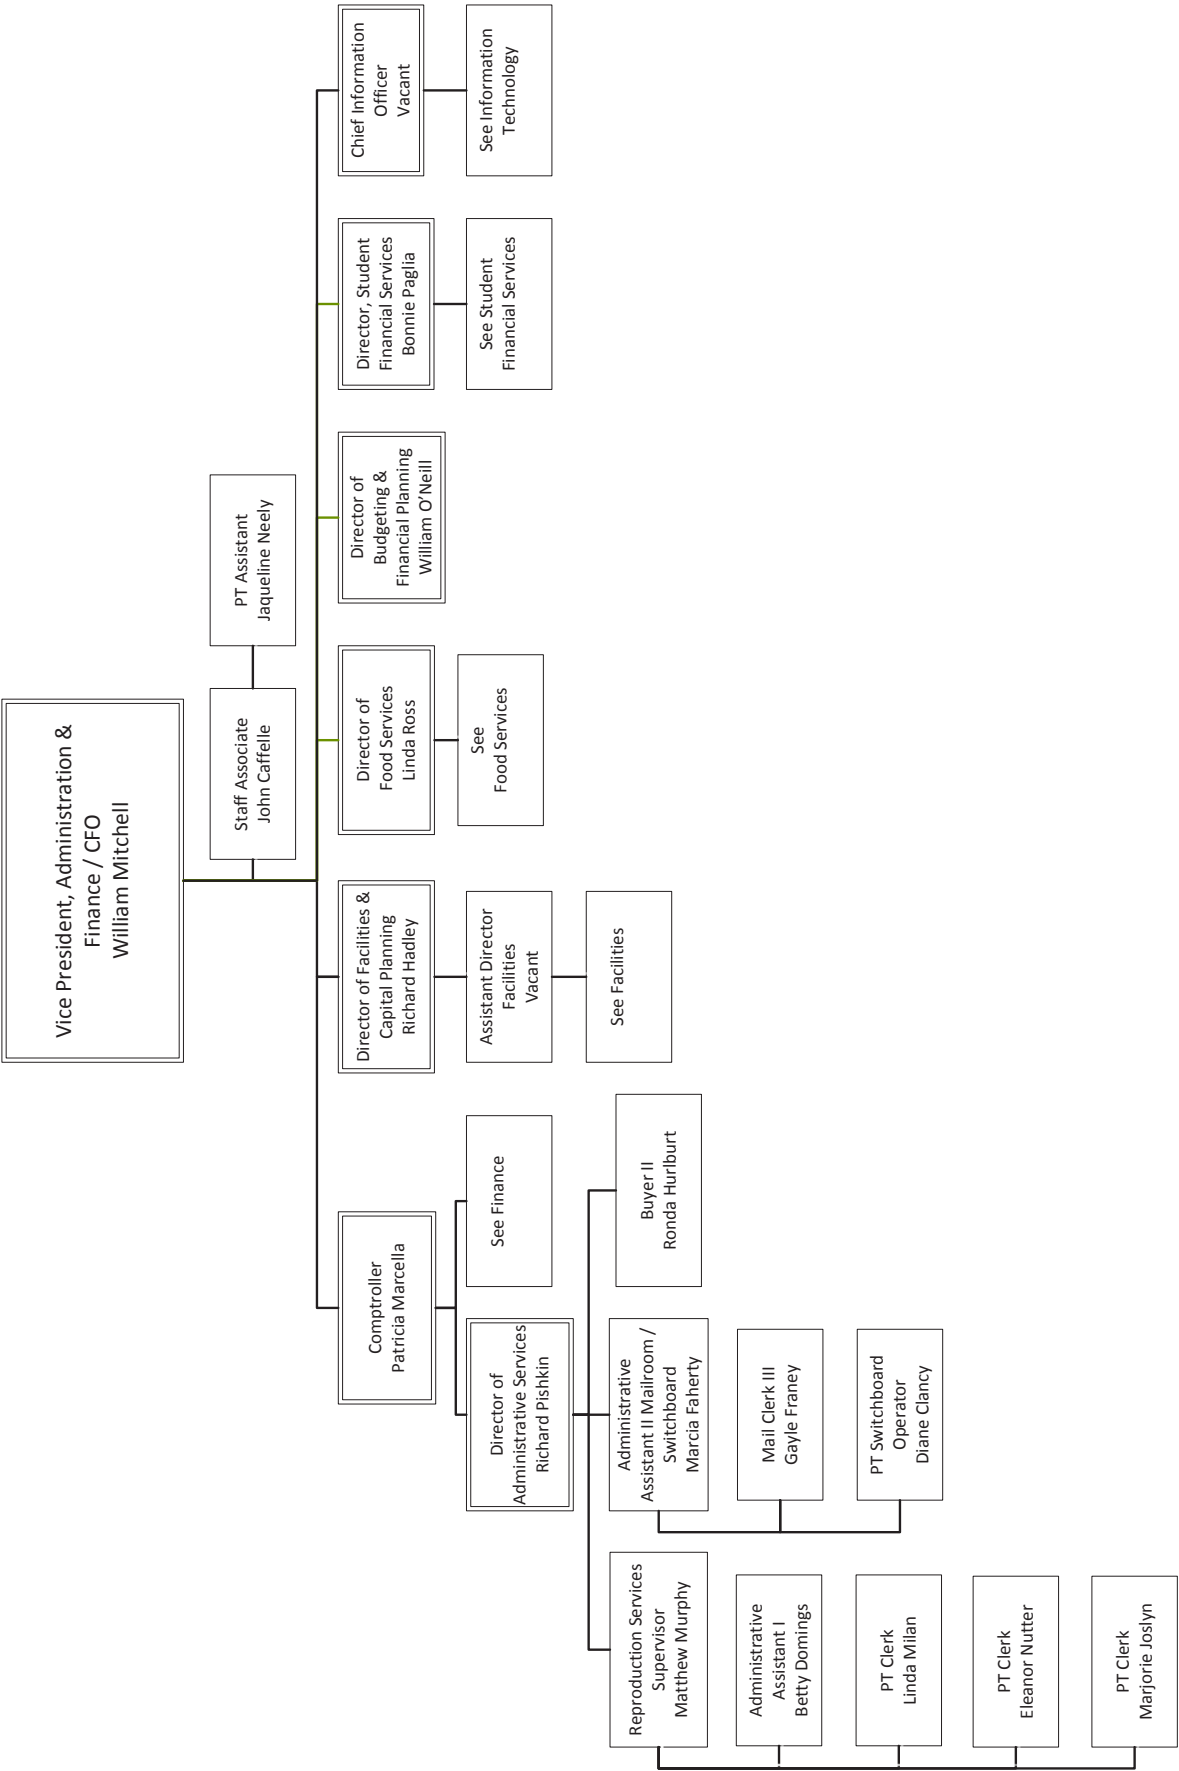 Vice President, Administration &
Finance / CFO
William Mitchell
Staff Associate
John Caffelle
PT Assistant
Jaqueline Neely
Comptroller
Patricia Marcella
Director of Facilities &
Capital Planning
Richard Hadley
Director of
Food Services
Linda Ross
Director of
Budgeting &
Financial Planning
William O’Neill
Director, Student
Financial Services
Bonnie Paglia
Chief Information
Officer
Vacant
Director of
Administrative Services
Richard Pishkin
See Finance
Assistant Director
Facilities
Vacant
See
Food Services
See Student
Financial Services
See Information
Technology
See Facilities
Reproduction Services
Supervisor
Matthew Murphy
Administrative
Assistant II Mailroom /
Switchboard
Marcia Faherty
Buyer II
Ronda Hurlburt
Administrative
Assistant I
Betty Domings
Mail Clerk III
Gayle Franey
PT Clerk
Linda Milan
PT Switchboard
Operator
Diane Clancy
PT Clerk
Eleanor Nutter
PT Clerk
Marjorie Joslyn